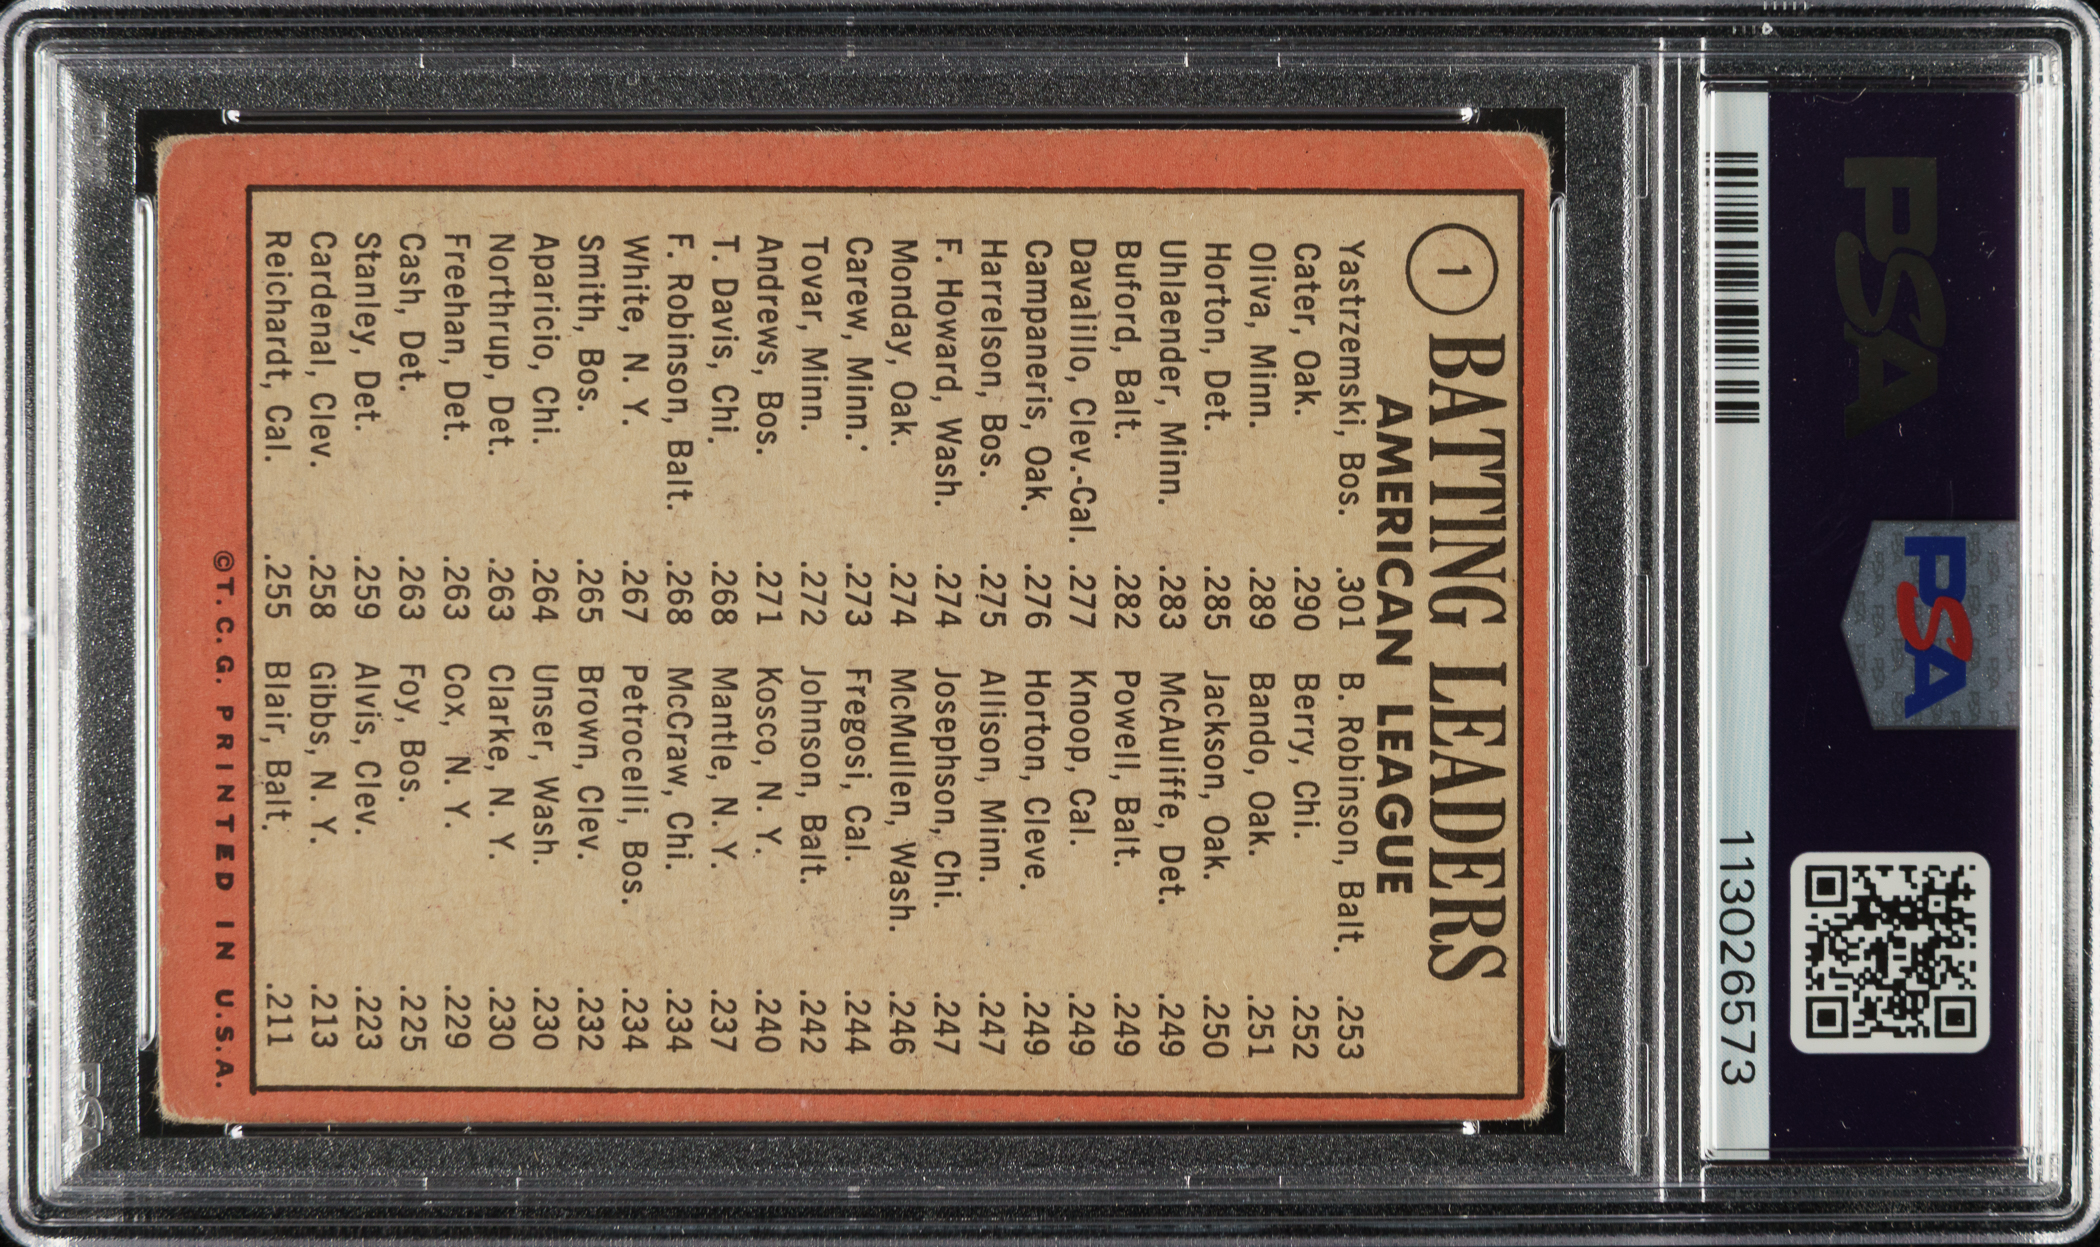 PSA
PSA
113026573
1 BATTING LEADERS
AMERICAN LEAGUE
Yastrzemski, Bos. .301 B. Robinson, Balt. .253
Cater, Oak. .290 Berry, Chi. .252
Oliva, Minn. .289 Bando, Oak. .251
Horton, Det. .285 Jackson, Oak. .250
Uhlaender, Minn. .283 McAuliffe, Det. .249
Buford, Balt. .282 Powell, Balt. .249
Davalillo, Clev.-Cal. .277 Knoop, Cal. .249
Campaneris, Oak. .276 Horton, Cleve. .249
Harrelson, Bos. .275 Allison, Minn. .247
F. Howard, Wash. .274 Josephson, Chi. .247
Monday, Oak. .274 McMullen, Wash. .246
Carew, Minn. .273 Fregosi, Cal. .244
Tovar, Minn. .272 Johnson, Balt. .242
Andrews, Bos. .271 Kosco, N. Y. .240
T. Davis, Chi. .268 Mantle, N. Y. .237
F. Robinson, Balt. .268 McCraw, Chi. .234
White, N. Y. .267 Petrocelli, Bos. .234
Smith, Bos. .265 Brown, Clev. .232
Aparicio, Chi. .264 Unser, Wash. .230
Northrup, Det. .263 Clarke, N. Y. .230
Freehan, Det. .263 Cox, N. Y. .229
Cash, Det. .263 Foy, Bos. .225
Stanley, Det. .259 Alvis, Clev. .223
Cardenal, Clev. .258 Gibbs, N. Y. .213
Reichardt, Cal. .255 Blair, Balt. .211
©T.C.G. PRINTED IN U.S.A.